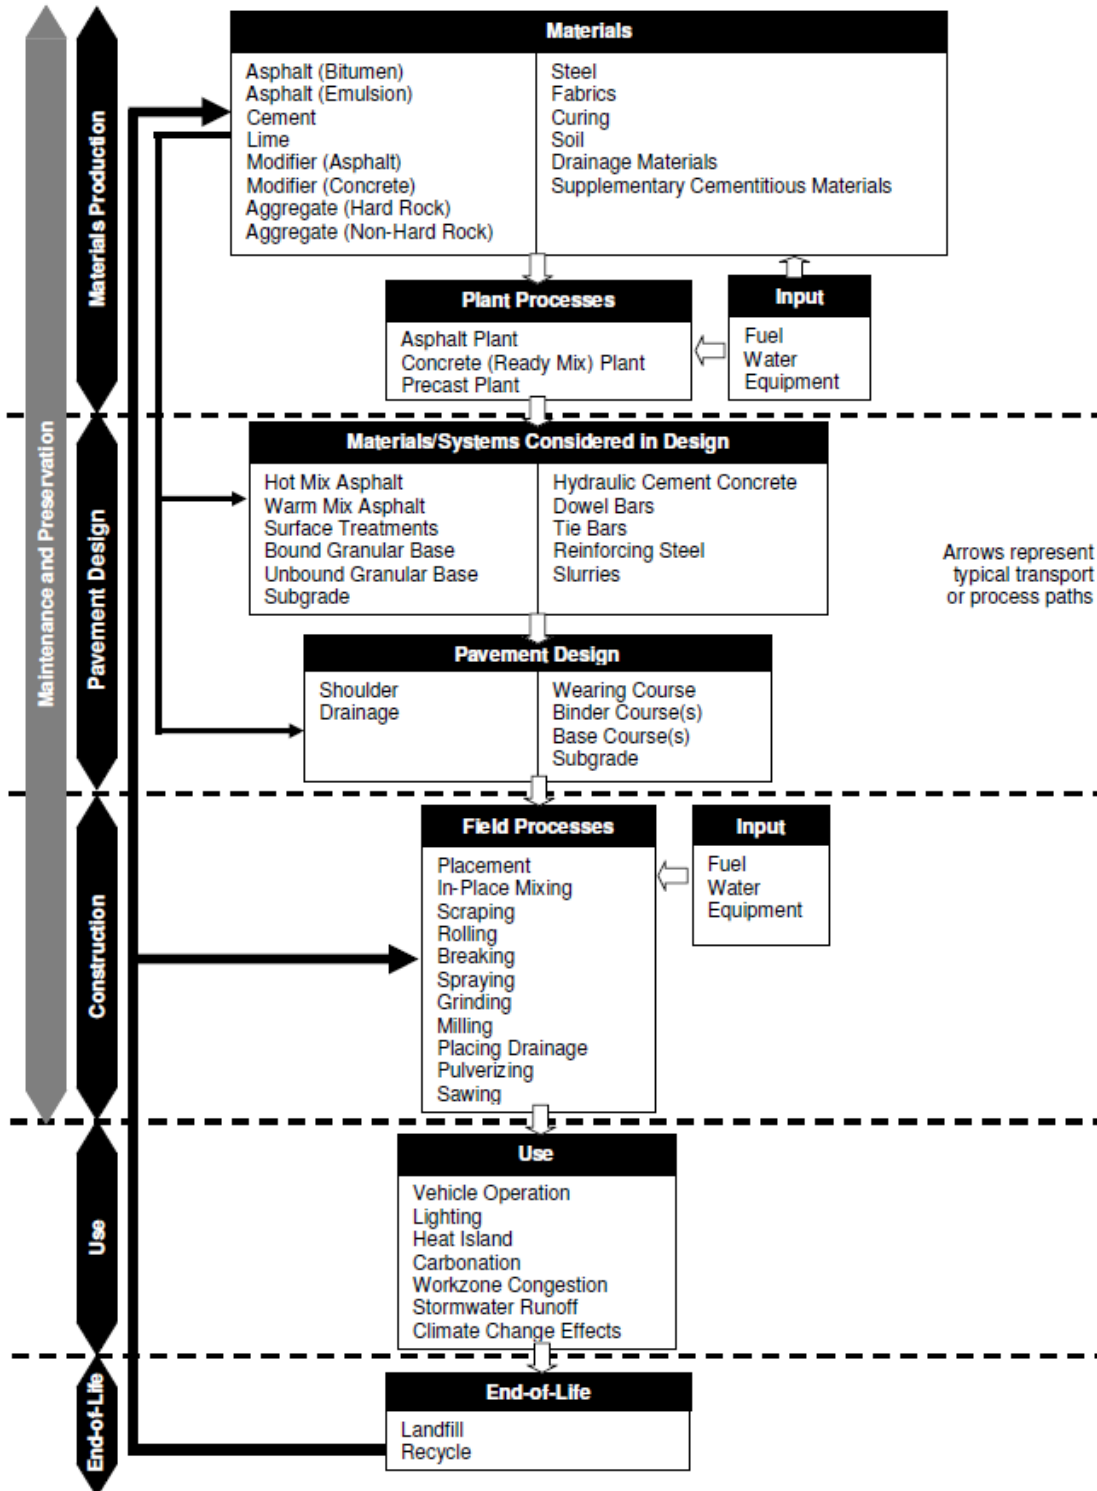 Materials
Asphalt (Bitumen)
Asphalt (Emulsion)
Cement
Lime
Modifier (Asphalt)
Modifier (Concrete)
Aggregate (Hard Rock)
Aggregate (Non-Hard Rock)
Steel
Fabrics
Curing
Soil
Drainage Materials
Supplementary Cementitious Materials
Materials Production
Plant Processes
Asphalt Plant
Concrete (Ready Mix) Plant
Precast Plant
Input
Fuel
Water
Equipment
Maintenance and Preservation
Pavement Design
Materials/Systems Considered in Design
Hot Mix Asphalt
Warm Mix Asphalt
Surface Treatments
Bound Granular Base
Unbound Granular Base
Subgrade
Hydraulic Cement Concrete
Dowel Bars
Tie Bars
Reinforcing Steel
Slurries
Arrows represent
typical transport
or process paths
Pavement Design
Shoulder
Drainage
Wearing Course
Binder Course(s)
Base Course(s)
Subgrade
Construction
Field Processes
Placement
In-Place Mixing
Scraping
Rolling
Breaking
Spraying
Grinding
Milling
Placing Drainage
Pulverizing
Sawing
Input
Fuel
Water
Equipment
Use
Use
Vehicle Operation
Lighting
Heat Island
Carbonation
Workzone Congestion
Stormwater Runoff
Climate Change Effects
End-of-Life
End-of-Life
Landfill
Recycle